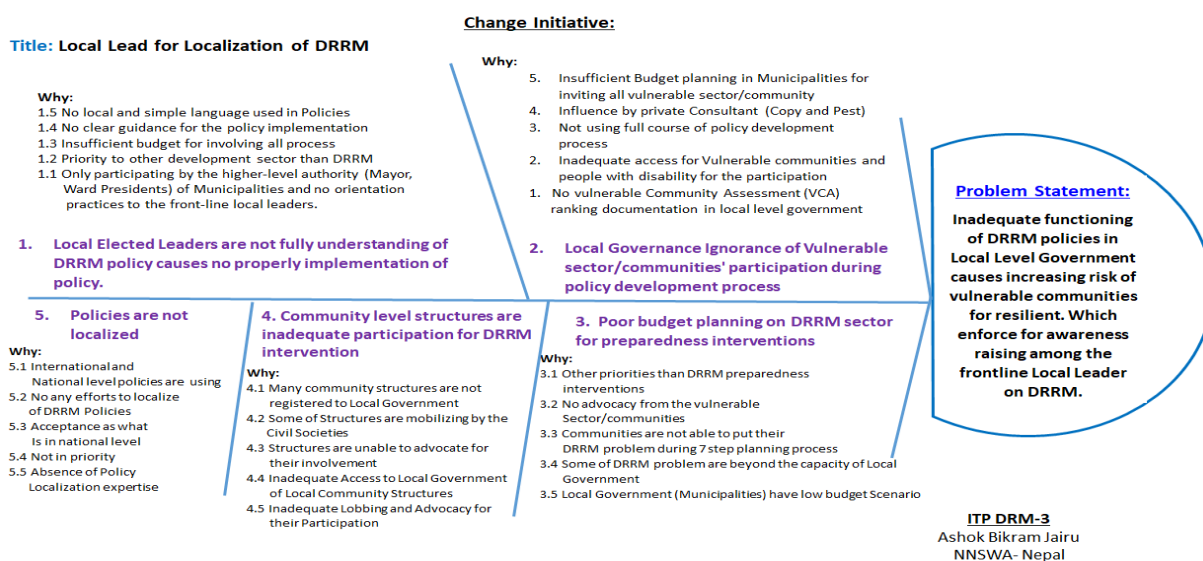 Change Initiative:
Title: Local Lead for Localization of DRRM
Why:
1.5 No local and simple language used in Policies
1.4 No clear guidance for the policy implementation
1.3 Insufficient budget for involving all process
1.2 Priority to other development sector than DRRM
1.1 Only participating by the higher-level authority (Mayor,
Ward Presidents) of Municipalities and no orientation
practices to the front-line local leaders.
1. Local Elected Leaders are not fully understanding of
DRRM policy causes no properly implementation of
policy.
Why:
5. Insufficient Budget planning in Municipalities for
inviting all vulnerable sector/community
4. Influence by private Consultant (Copy and Pest)
3. Not using full course of policy development
process
2. Inadequate access for Vulnerable communities and
people with disability for the participation
1. No vulnerable Community Assessment (VCA)
ranking documentation in local level government
2. Local Governance Ignorance of Vulnerable
sector/communities' participation during
policy development process
5. Policies are not
localized
Why:
5.1 International and
National level policies are using
5.2 No any efforts to localize
of DRRM Policies
5.3 Acceptance as what
Is in national level
5.4 Not in priority
5.5 Absence of Policy
Localization expertise
4. Community level structures are
inadequate participation for DRRM
intervention
Why:
4.1 Many community structures are not
registered to Local Government
4.2 Some of Structures are mobilizing by the
Civil Societies
4.3 Structures are unable to advocate for
their involvement
4.4 Inadequate Access to Local Government
of Local Community Structures
4.5 Inadequate Lobbing and Advocacy for
their Participation
3. Poor budget planning on DRRM sector
for preparedness interventions
Why:
3.1 Other priorities than DRRM preparedness
interventions
3.2 No advocacy from the vulnerable
Sector/communities
3.3 Communities are not able to put their
DRRM problem during 7 step planning process
3.4 Some of DRRM problem are beyond the capacity of Local
Government
3.5 Local Government (Municipalities) have low budget Scenario
Problem Statement:
Inadequate functioning
of DRRM policies in
Local Level Government
causes increasing risk of
vulnerable communities
for resilient. Which
enforce for awareness
raising among the
frontline Local Leader
on DRRM.
ITP DRM-3
Ashok Bikram Jairu
NNSWA- Nepal